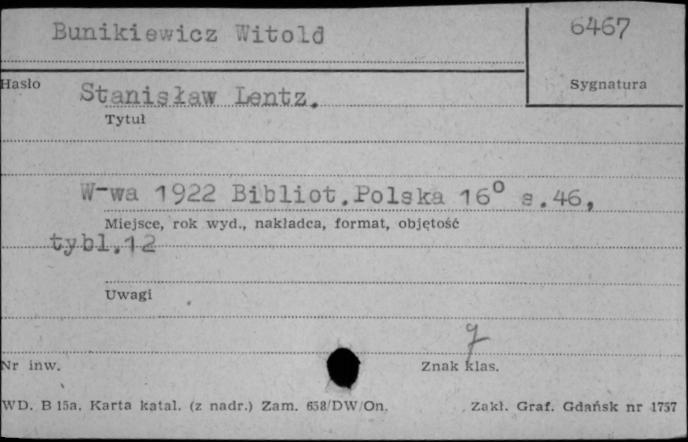 Bunikiewicz Witold
6467
Hasło
Sygnatura
Stanisław Lentz.
Tytuł
W-wa 1922 Bibliot.Polska 16° s.46,
Miejsce, rok wyd., nakładca, format, objętość
tybl.12
Uwagi
7
Nr inw.
Znak klas.
WD. B 15a. Karta katal. (z nadr.) Zam. 658/DW/On.
Zakł. Graf. Gdańsk nr 1757